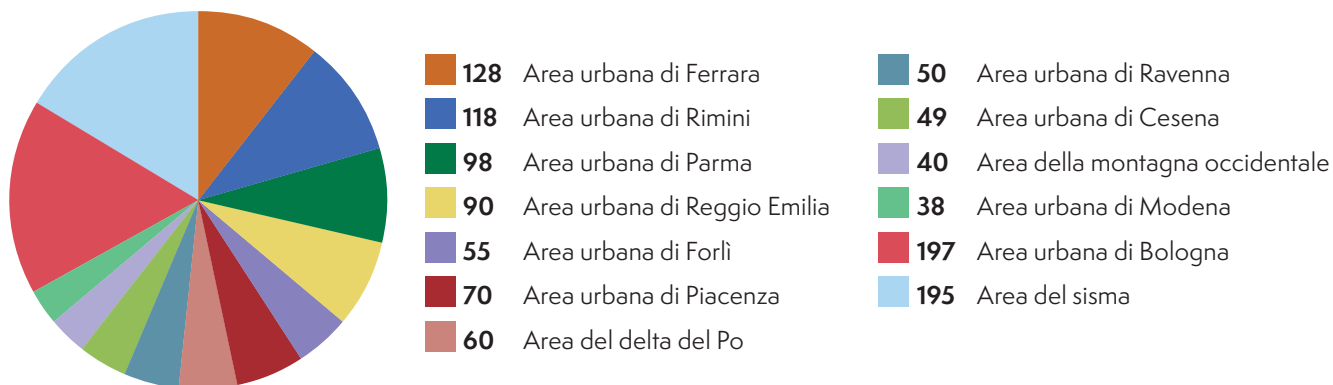 128 Area urbana di Ferrara
118 Area urbana di Rimini
98 Area urbana di Parma
90 Area urbana di Reggio Emilia
55 Area urbana di Forlì
70 Area urbana di Piacenza
60 Area del delta del Po
50 Area urbana di Ravenna
49 Area urbana di Cesena
40 Area della montagna occidentale
38 Area urbana di Modena
197 Area urbana di Bologna
195 Area del sisma